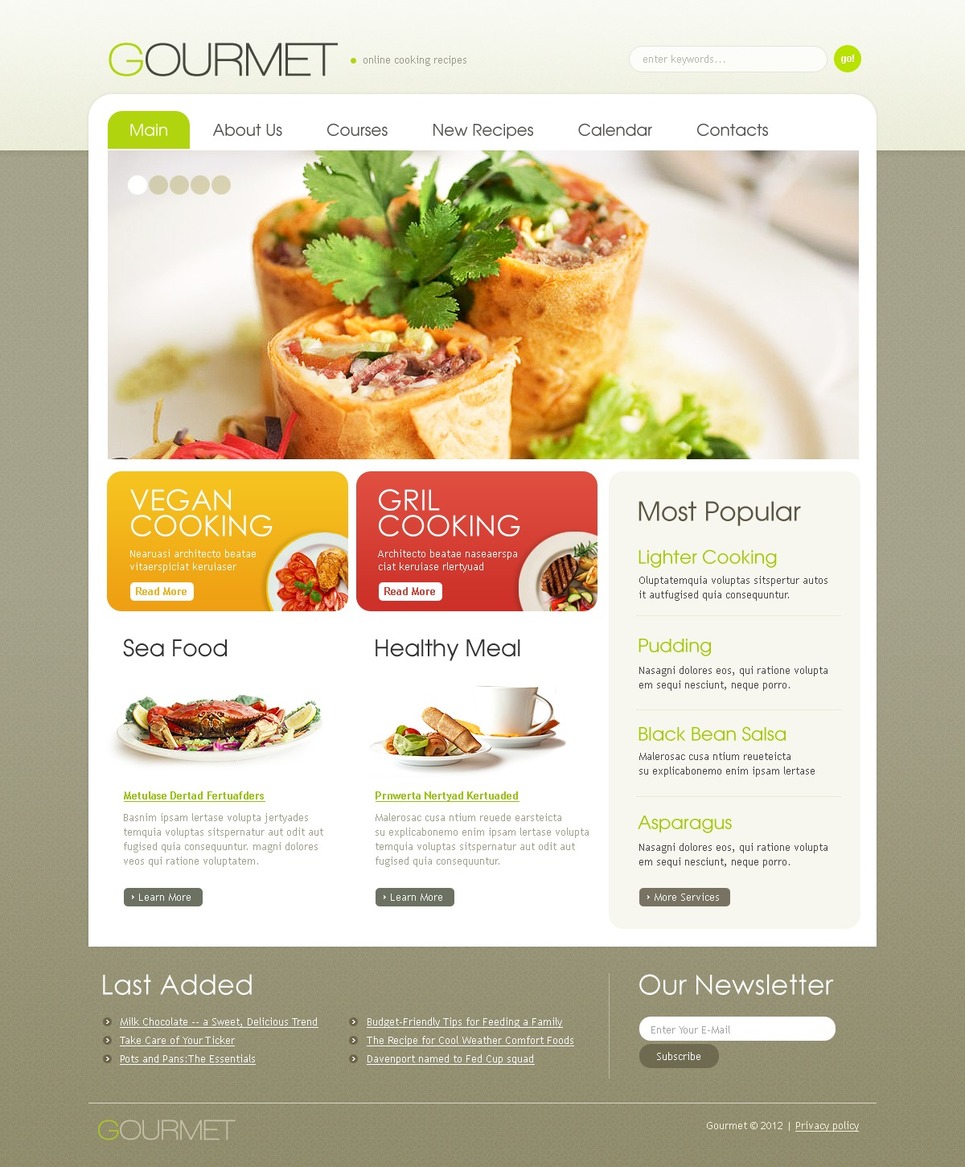 GOURMET
online cooking recipes
enter keywords...
go!
Main
About Us
Courses
New Recipes
Calendar
Contacts
VEGAN
COOKING
Nearuasi architecto beatae
vitaerspiciat keruiaser
Read More
GRIL
COOKING
Architecto beatae naseaerspa
ciat keruiase rlertyuad
Read More
Sea Food
Metulase Dertad Fertuafders
Basnim ipsam lertase volupta jertyades
temquia voluptas sitspernatur aut odit aut
fugised quia consequuntur. magni dolores
veos qui ratione voluptatem.
Learn More
Healthy Meal
Prnwerta Nertyad Kertuaded
Malerosac cusa ntium reuede earsteicta
su explicabonemo enim ipsam lertase volupta
temquia voluptas sitspernatur aut odit aut
fugised quia consequuntur.
Learn More
Most Popular
Lighter Cooking
Oluptatemquia voluptas sitspertur autos
it autfugised quia consequuntur.
Pudding
Nasagni dolores eos, qui ratione volupta
em sequi nesciunt, neque porro.
Black Bean Salsa
Malerosac cusa ntium reueteicta
su explicabonemo enim ipsam lertase
Asparagus
Nasagni dolores eos, qui ratione volupta
em sequi nesciunt, neque porro.
More Services
Last Added
Milk Chocolate -- a Sweet, Delicious Trend
Take Care of Your Ticker
Pots and Pans:The Essentials
Budget-Friendly Tips for Feeding a Family
The Recipe for Cool Weather Comfort Foods
Davenport named to Fed Cup squad
Our Newsletter
Enter Your E-Mail
Subscribe
GOURMET
Gourmet © 2012 | Privacy policy